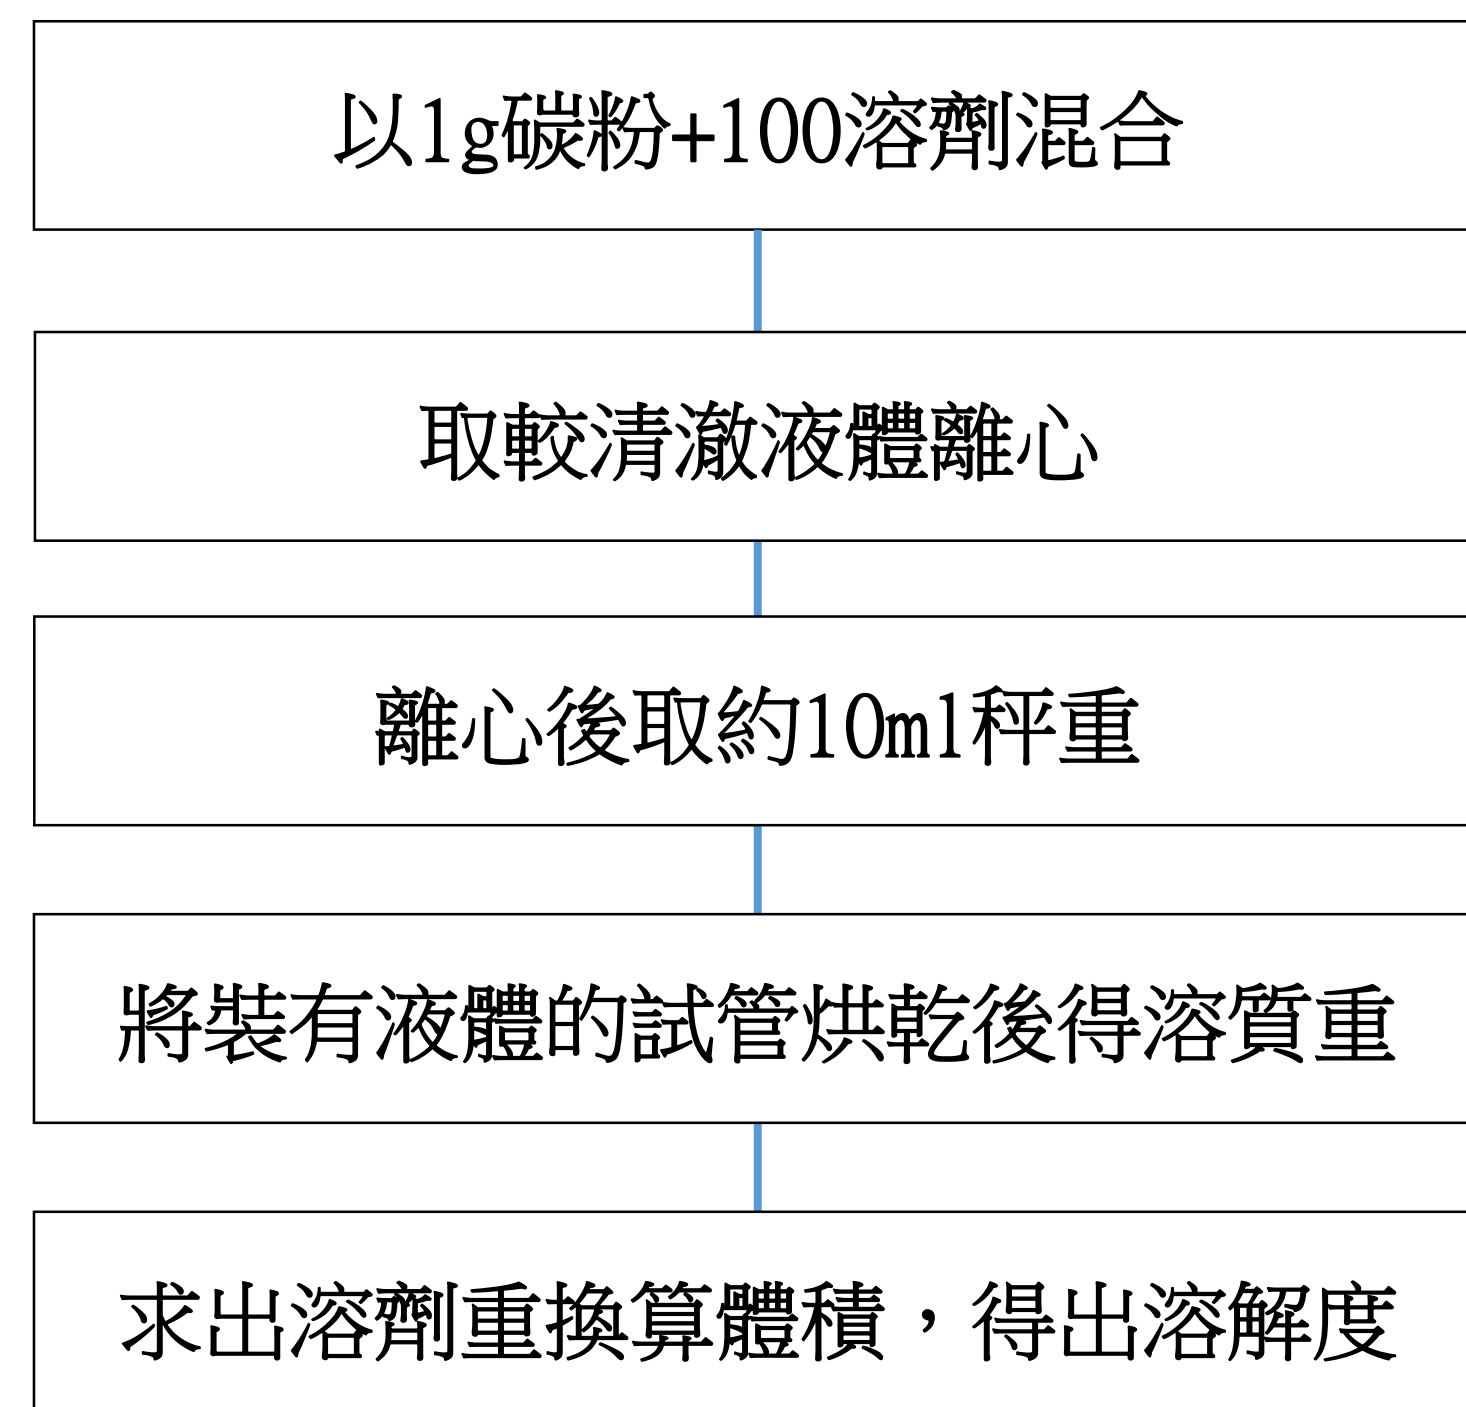 以1g碳粉+100溶劑混合
取較清澈液體離心
離心後取約10ml秤重
將裝有液體的試管烘乾後得溶質重
求出溶劑重換算體積，得出溶解度